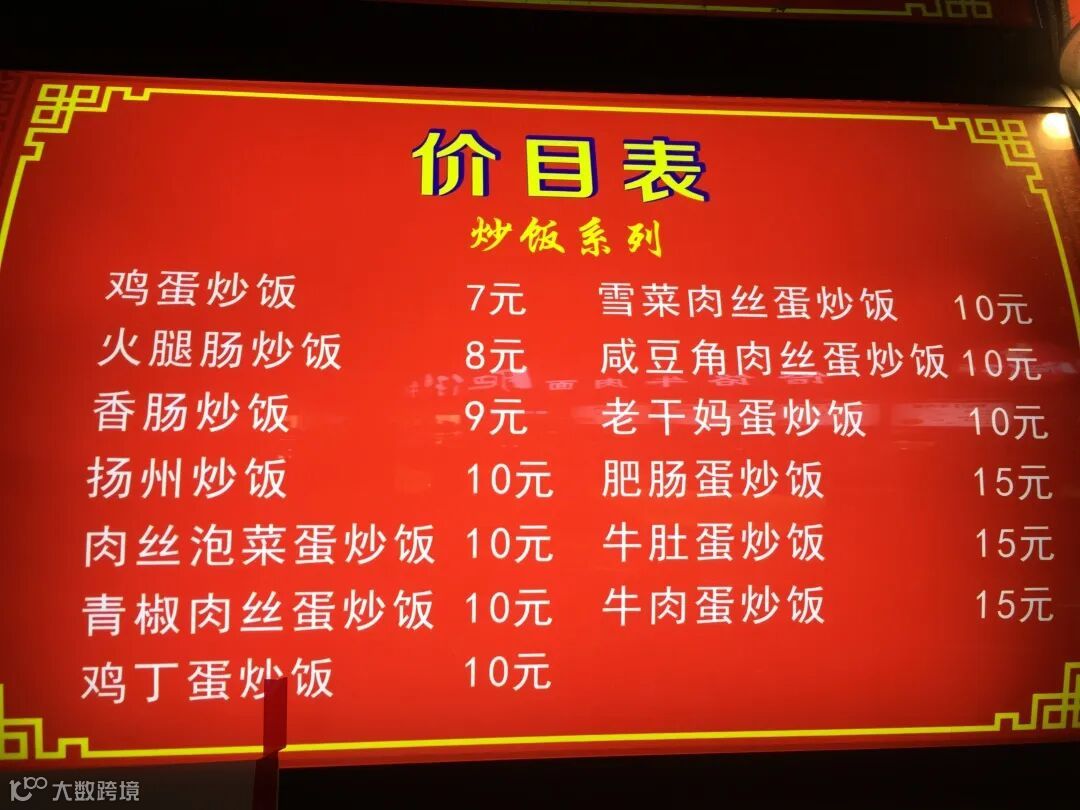 价目表
炒饭系列
鸡蛋炒饭 7元
火腿肠炒饭 8元
香肠炒饭 9元
扬州炒饭 10元
肉丝泡菜蛋炒饭 10元
青椒肉丝蛋炒饭 10元
鸡丁蛋炒饭 10元
雪菜肉丝蛋炒饭 10元
咸豆角肉丝蛋炒饭 10元
老干妈蛋炒饭 10元
肥肠蛋炒饭 15元
牛肚蛋炒饭 15元
牛肉蛋炒饭 15元
大数跨境